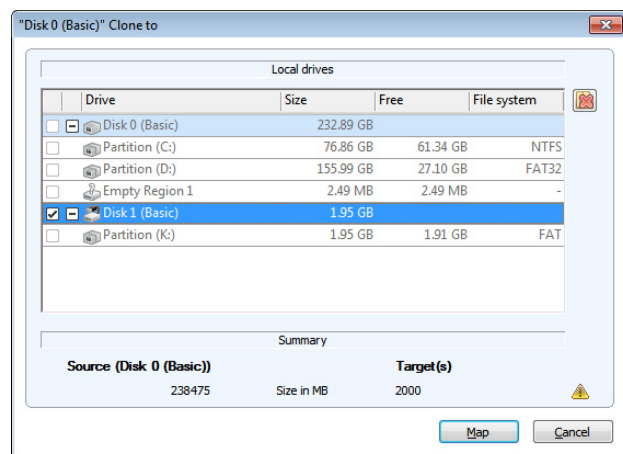 "Disk 0 (Basic)" Clone to
Local drives
Drive Size Free File system
Disk 0 (Basic) 232.89 GB
Partition (C:) 76.86 GB 61.34 GB NTFS
Partition (D:) 155.99 GB 27.10 GB FAT32
Empty Region 1 2.49 MB 2.49 MB -
Disk 1 (Basic) 1.95 GB
Partition (K:) 1.95 GB 1.91 GB FAT
Summary
Source (Disk 0 (Basic)) Target(s)
238475 Size in MB 2000
Map Cancel